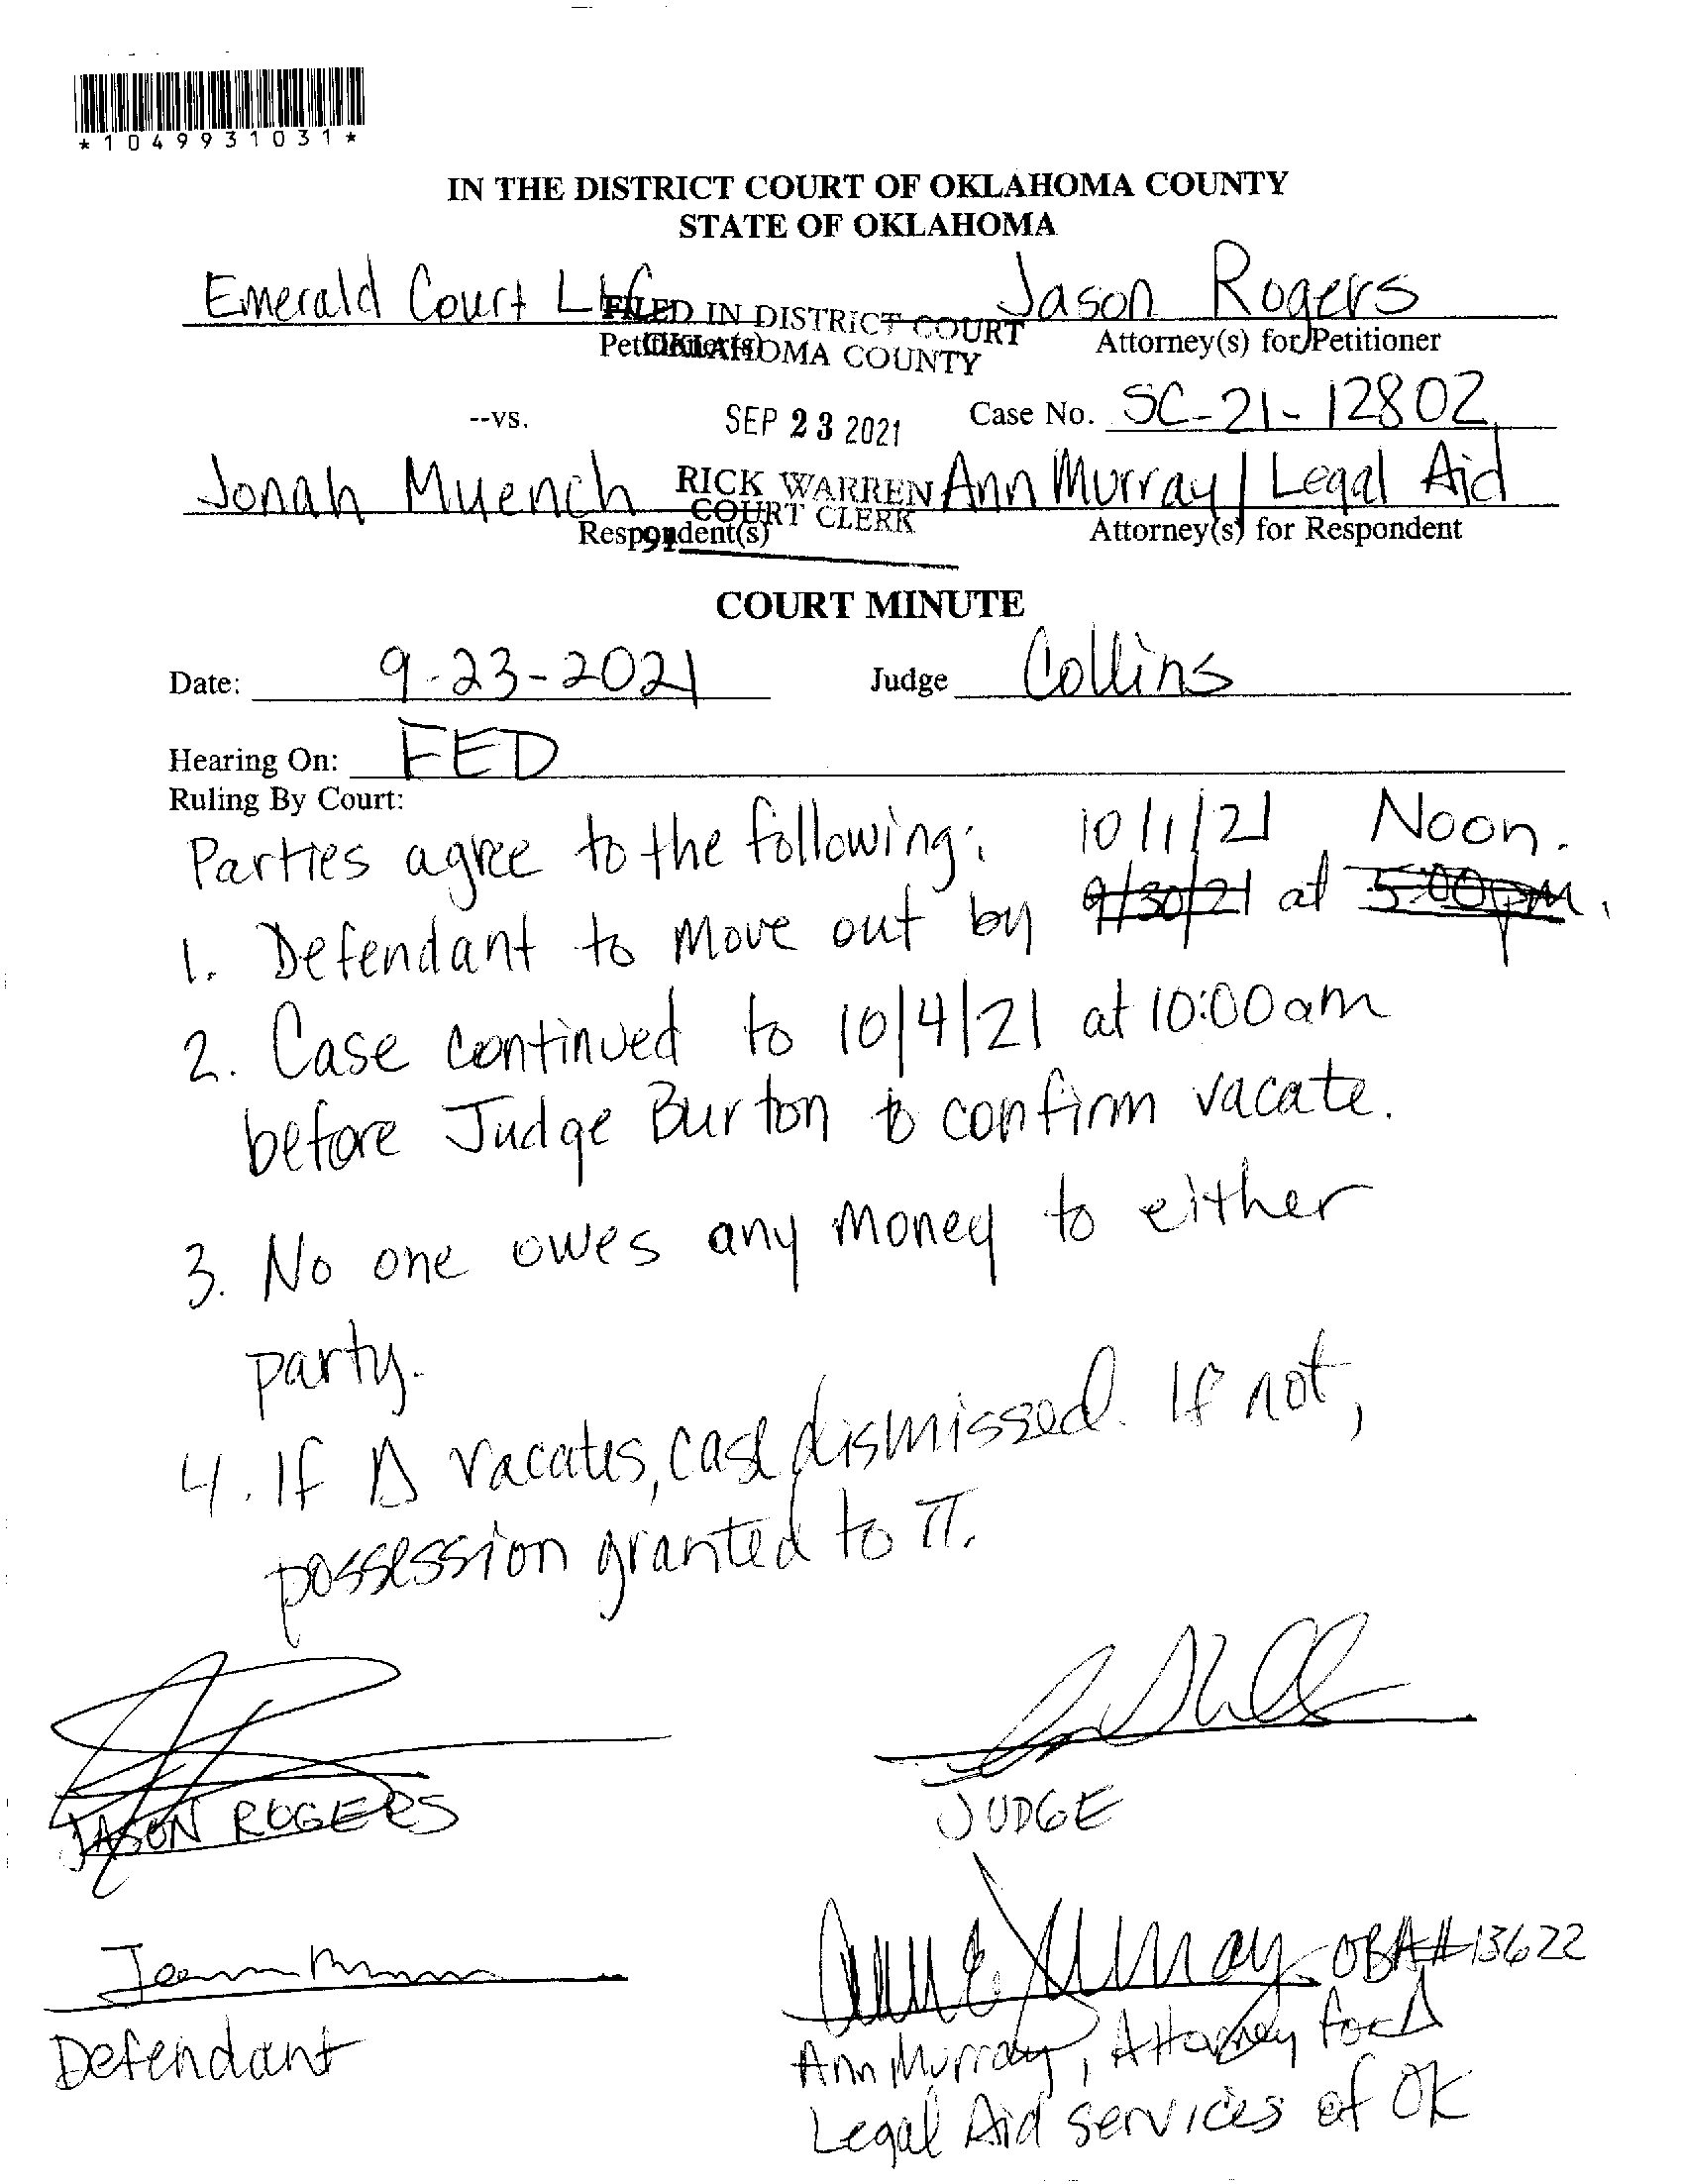 *1049931031*
IN THE DISTRICT COURT OF OKLAHOMA COUNTY
STATE OF OKLAHOMA
Emerald Court LLC Jason Rogers
FILED IN DISTRICT COURT
OKLAHOMA COUNTY
Petitioner(s) Attorney(s) for Petitioner
--vs. SEP 23 2021 Case No. SC-21-12802
Jonah Muench RICK WARREN Ann Murray / Legal Aid
COURT CLERK
Respondent(s) Attorney(s) for Respondent
91
COURT MINUTE
Date: 9-23-2021 Judge Collins
Hearing On: FED
Ruling By Court:
Parties agree to the following: 10/1/21 Noon.
1. Defendant to move out by 9/30/21 at 5:00pm.
2. Case continued to 10/4/21 at 10:00am
before Judge Burton to confirm vacate.
3. No one owes any money to either
party.
4. If Δ vacates, case dismissed. If not,
possession granted to π.
JASON ROGERS JUDGE
OBA# 13622
Defendant Ann Murray, Attorney for Δ
Legal Aid Services of OK